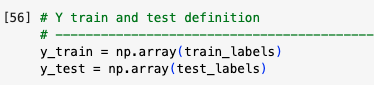 [56] # Y train and test definition
# ------------------------------------------
y_train = np.array(train_labels)
y_test = np.array(test_labels)